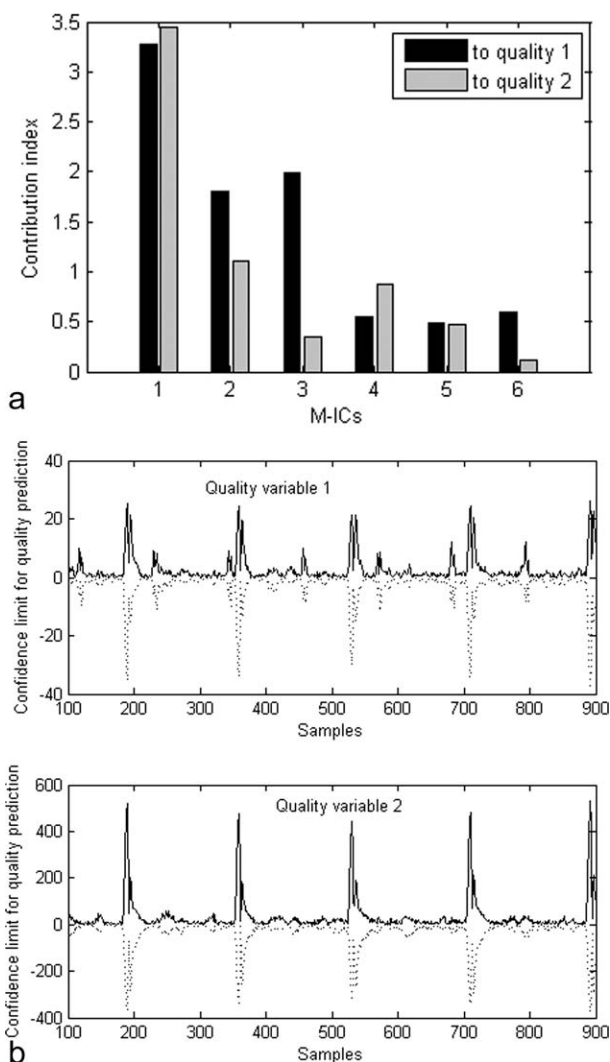 3.5
3
2.5
2
1.5
1
0.5
0
Contribution index
to quality 1
to quality 2
1 2 3 4 5 6
M-ICs
a
40
20
0
-20
-40
Confidence limit for quality prediction
Quality variable 1
100 200 300 400 500 600 700 800 900
Samples
600
400
200
0
-200
-400
Confidence limit for quality prediction
Quality variable 2
100 200 300 400 500 600 700 800 900
Samples
b